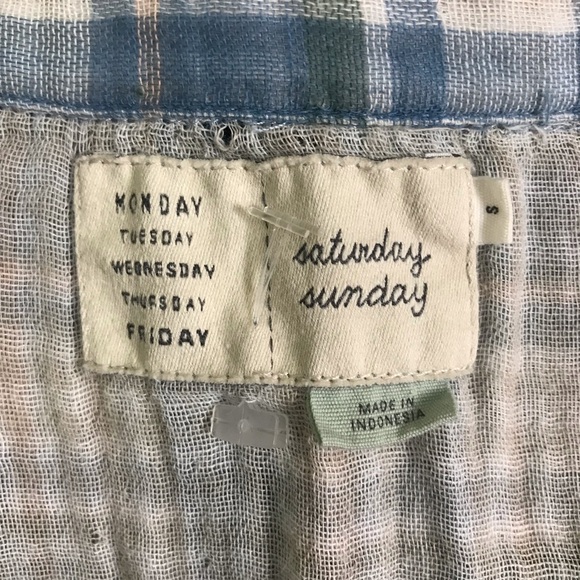 MONDAY
TUESDAY
WEDNESDAY
THURSDAY
FRIDAY
saturday
sunday
S
MADE IN
INDONESIA